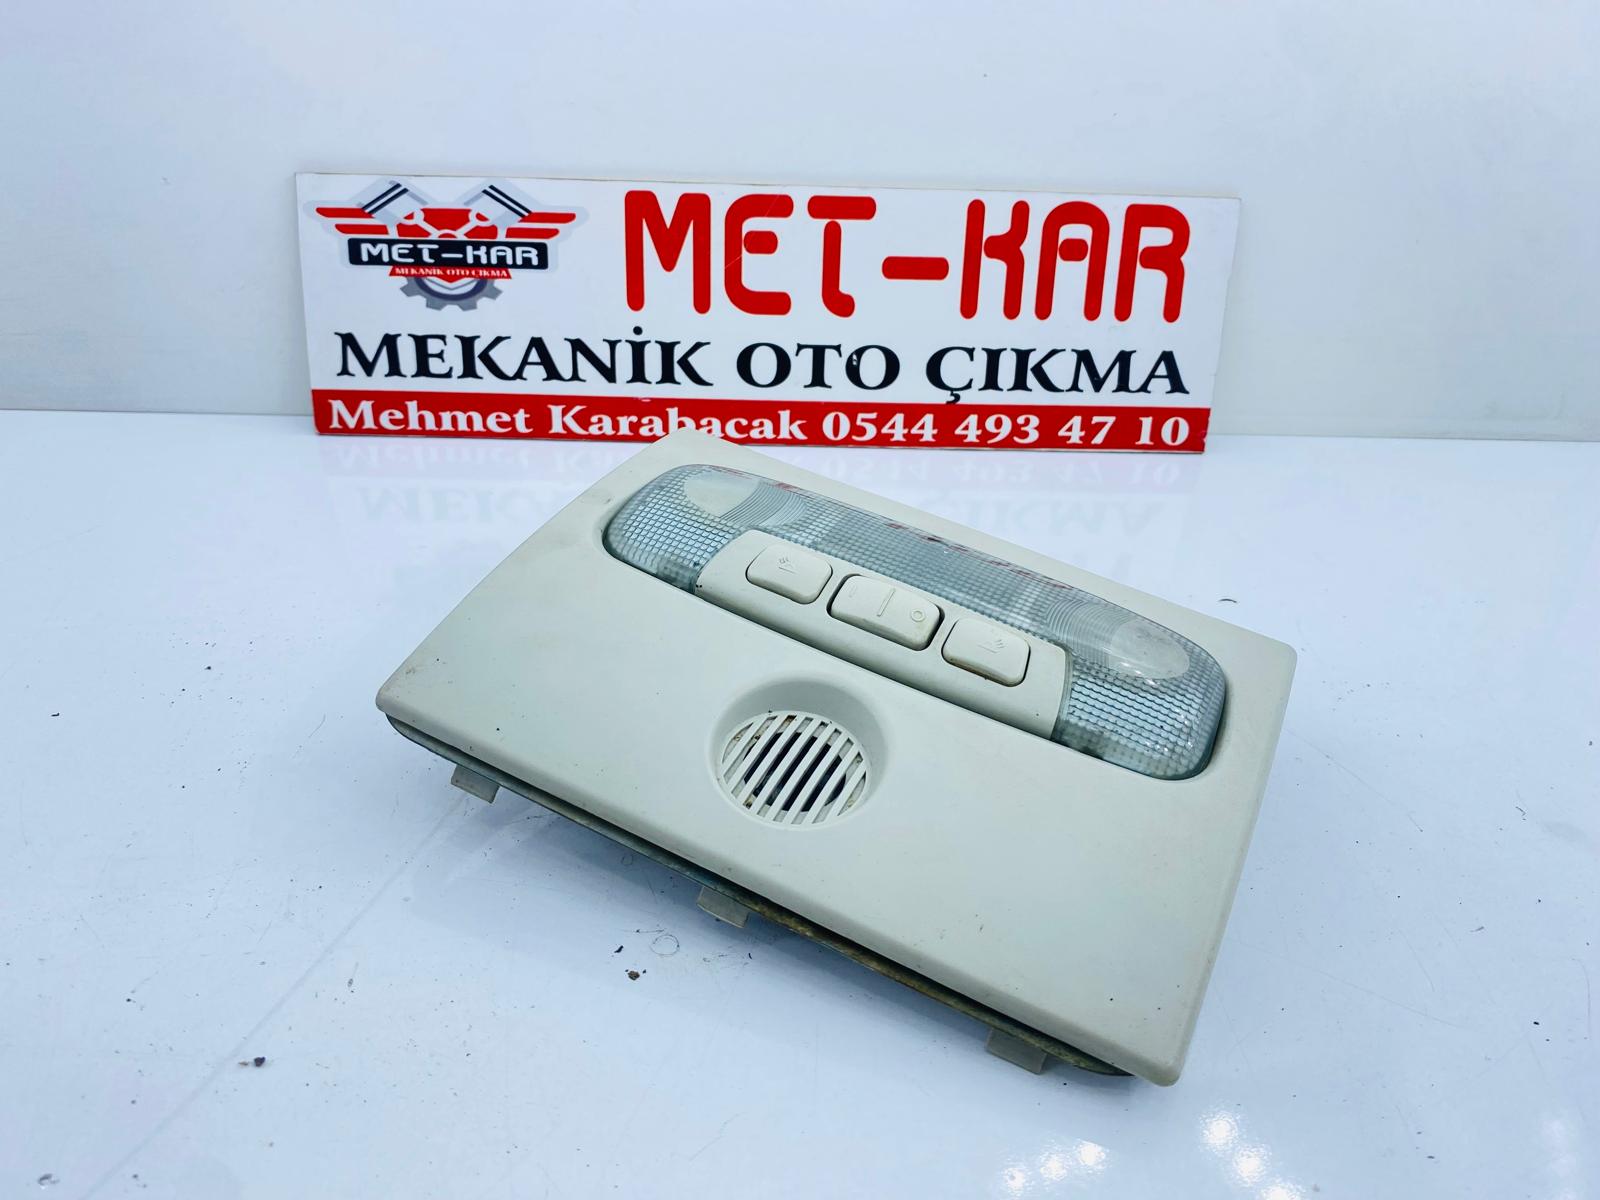 MET-KAR
MEKANİK OTO ÇIKMA
MET-KAR
MEKANİK OTO ÇIKMA
Mehmet Karabacak 0544 493 47 10